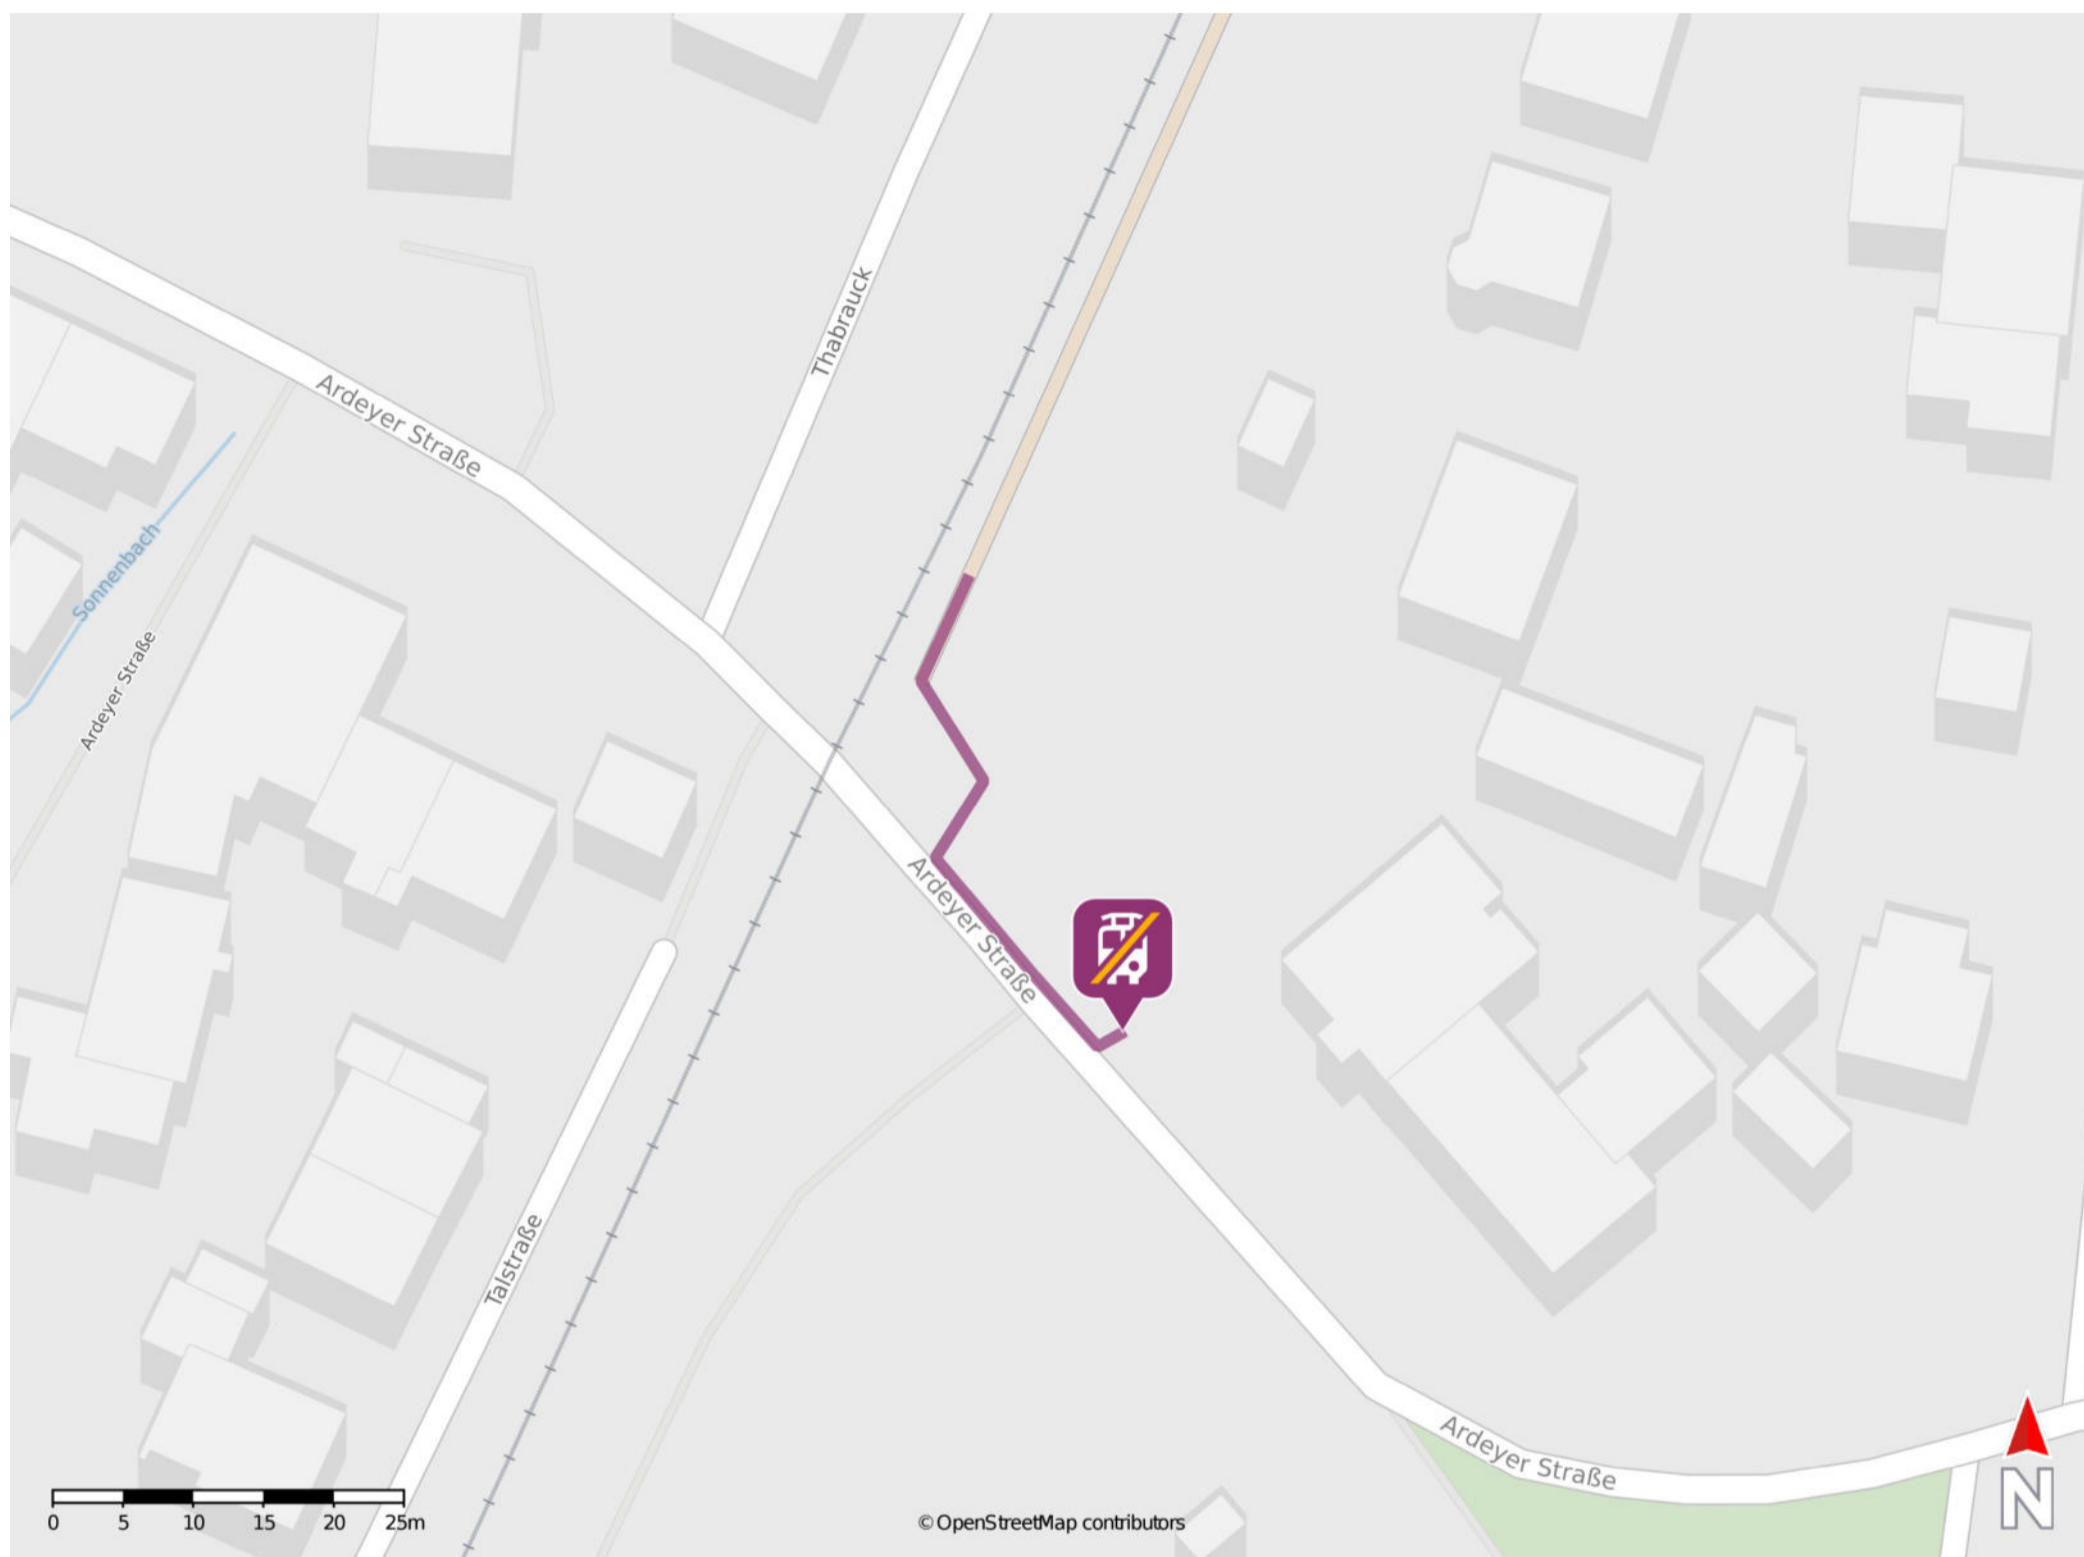 Thabrauck
Ardeyer Straße
Sonnenbach
Ardeyer Straße
Ardeyer Straße
Talstraße
Ardeyer Straße
0 5 10 15 20 25m
© OpenStreetMap contributors
N